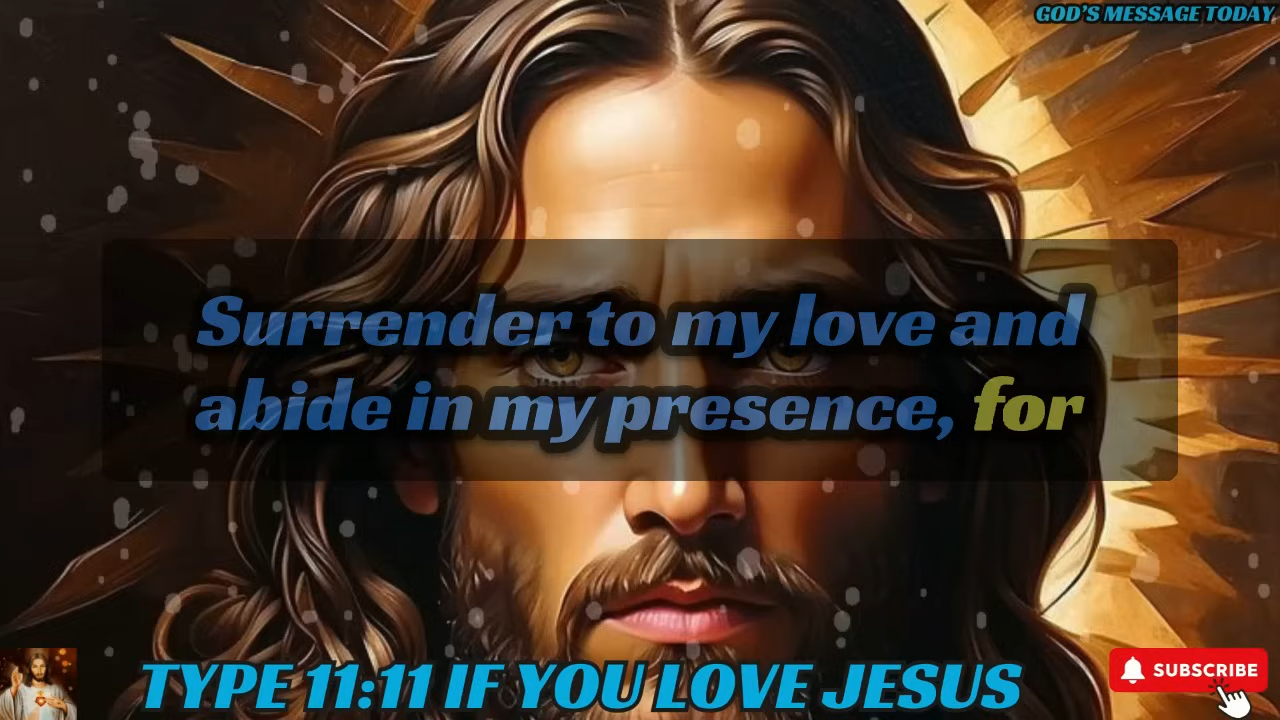 GOD'S MESSAGE TODAY
Surrender to my love and
abide in my presence, for
TYPE 11:11 IF YOU LOVE JESUS
SUBSCRIBE